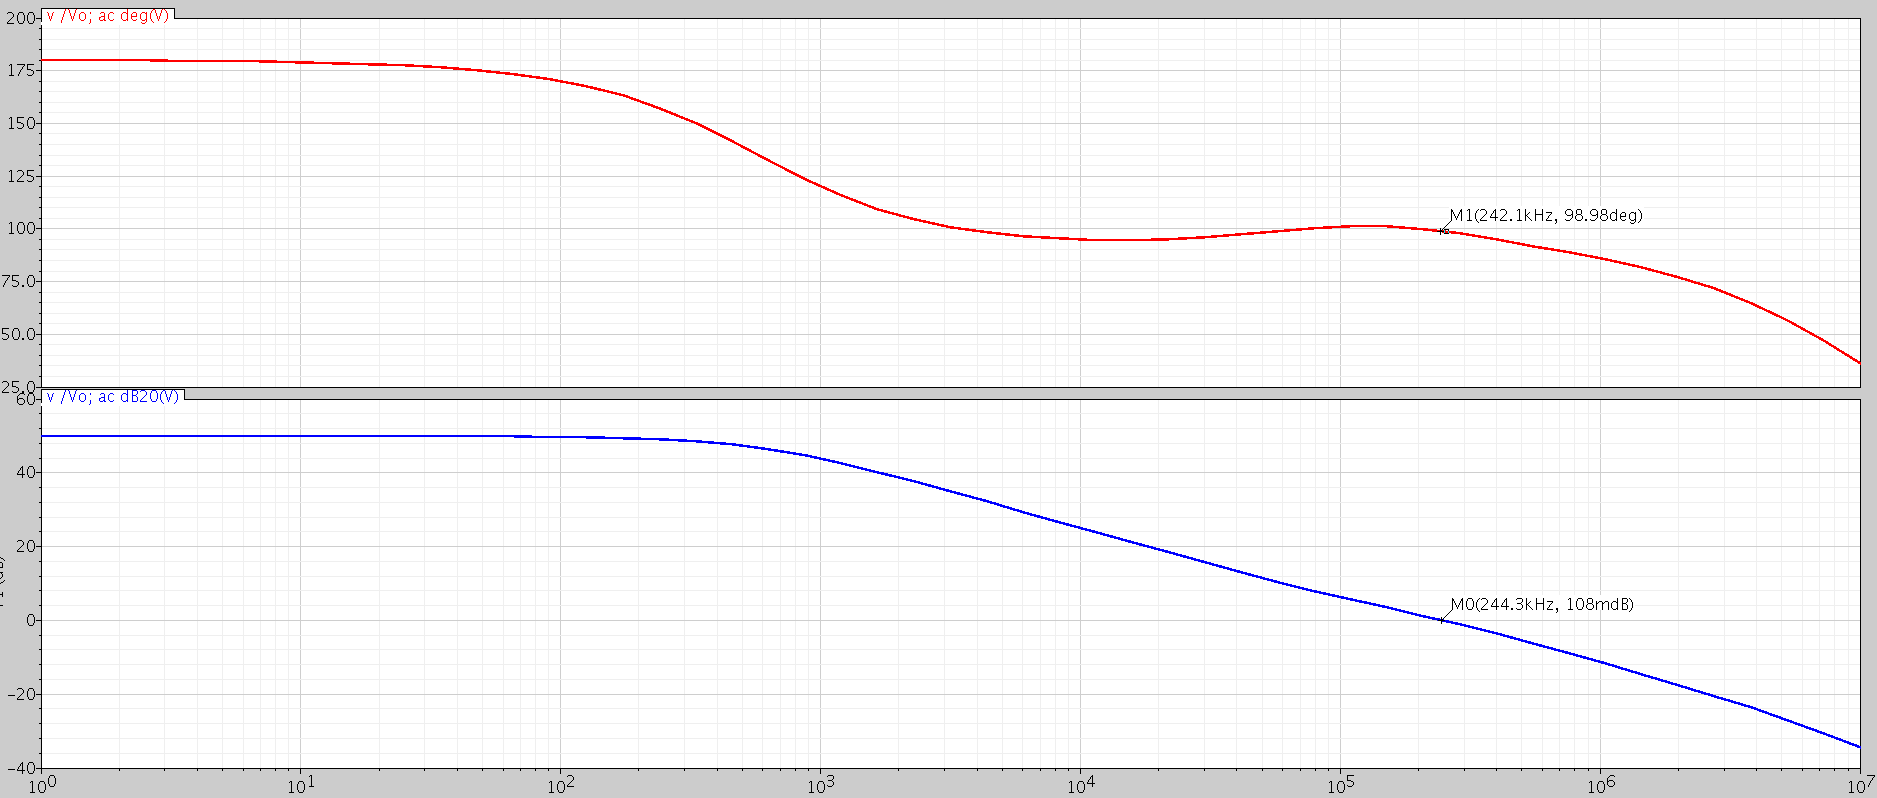 v /Vo; ac deg(V)
200
175
150
125
100
75.0
50.0
25.0
M1(242.1kHz, 98.98deg)
v /Vo; ac dB20(V)
60
40
20
0
-20
-40
M0(244.3kHz, 108mdB)
10^0 10^1 10^2 10^3 10^4 10^5 10^6 10^7